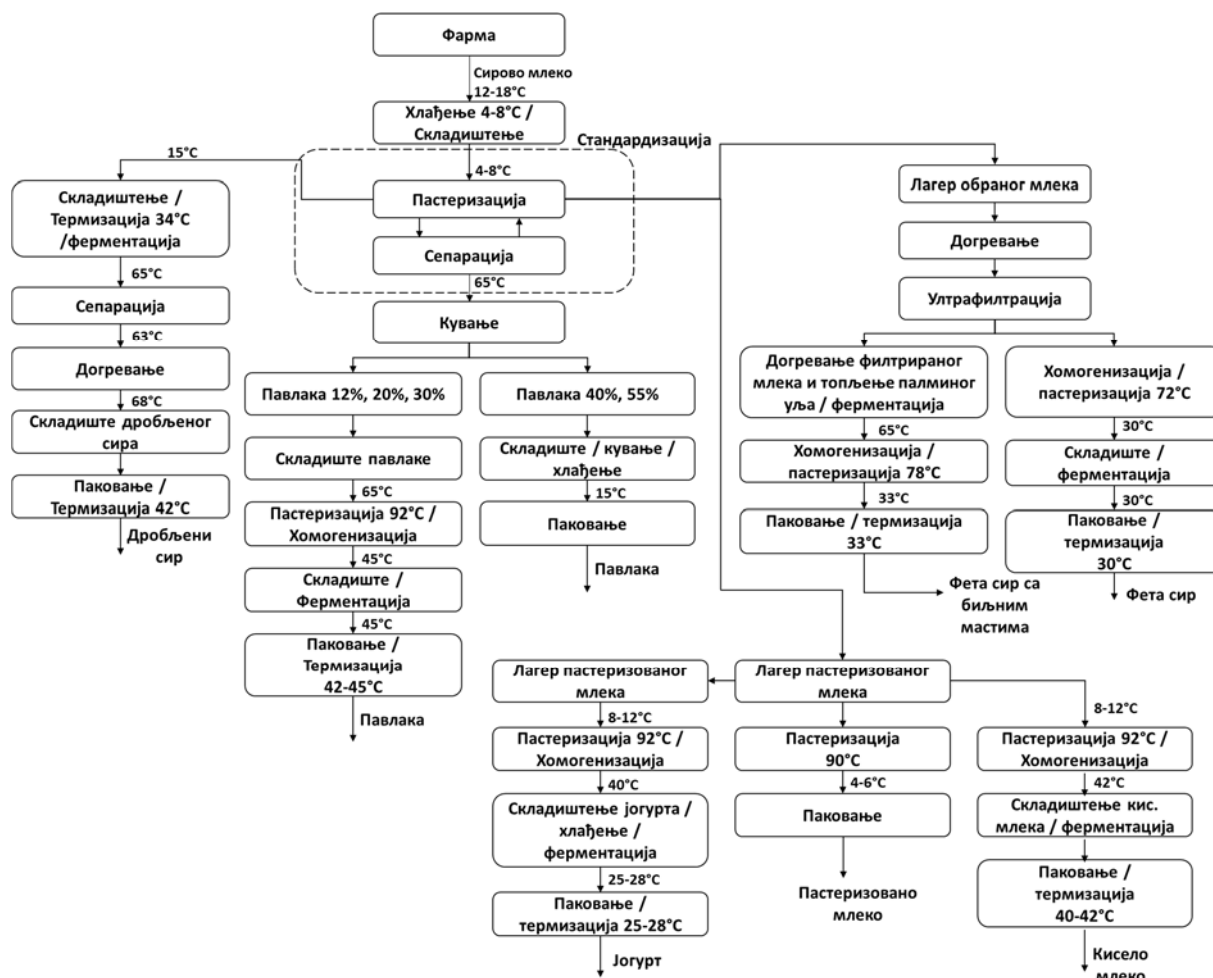 Фарма
Сирово млеко
12-18°C
Хлађење 4-8°C /
Складиштење
Стандардизација
4-8°C
Пастеризација
Сепарација
65°C
Кување
15°C
Складиштење /
Термизација 34°C
/ферментација
65°C
Сепарација
63°C
Догревање
68°C
Складиште дробљеног
сира
Паковање /
Термизација 42°C
Дробљени
сир
Павлака 12%, 20%, 30%
Складиште павлаке
65°C
Пастеризација 92°C /
Хомогенизација
45°C
Складиште /
Ферментација
45°C
Паковање /
Термизација
42-45°C
Павлака
Павлака 40%, 55%
Складиште / кување /
хлађење
15°C
Паковање
Павлака
Лагер обраног млека
Догревање
Ултрафилтрација
Догревање филтрираног
млека и топљење палминог
уља / ферментација
65°C
Хомогенизација /
пастеризација 78°C
33°C
Паковање / термизација
33°C
Фета сир са
биљним
мастима
Хомогенизација /
пастеризација 72°C
30°C
Складиште /
ферментација
30°C
Паковање /
термизација
30°C
Фета сир
Лагер пастеризованог
млека
8-12°C
Пастеризација 92°C /
Хомогенизација
40°C
Складиштење јогурта /
хлађење /
ферментација
25-28°C
Паковање /
термизација 25-28°C
Јогурт
Лагер пастеризованог
млека
Пастеризација
90°C
4-6°C
Паковање
Пастеризовано
млеко
8-12°C
Пастеризација 92°C /
Хомогенизација
42°C
Складиштење кис.
млека / ферментација
Паковање /
термизација
40-42°C
Кисело
млеко